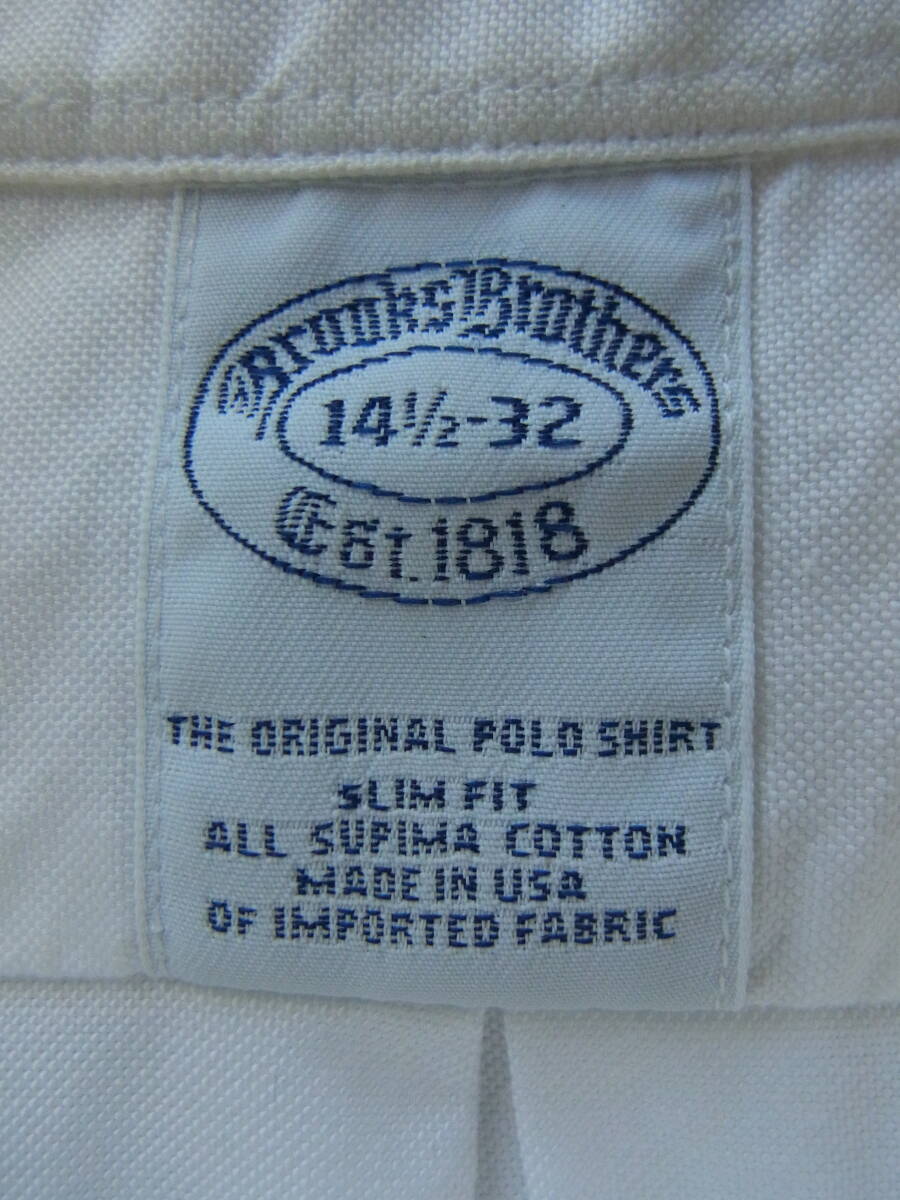 Brooks Brothers
14½-32
Est. 1818
THE ORIGINAL POLO SHIRT
SLIM FIT
ALL SUPIMA COTTON
MADE IN USA
OF IMPORTED FABRIC